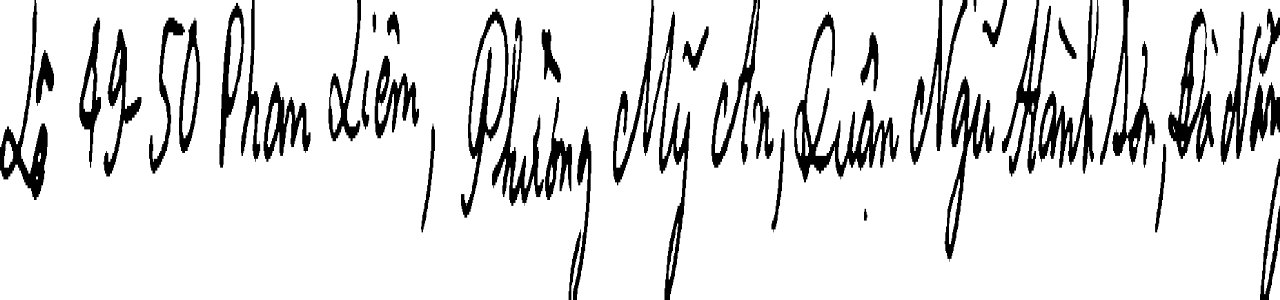 Lô 49-50 Phan Liêm, Phường Mỹ An, Quận Ngũ Hành Sơn, Đà Nẵng